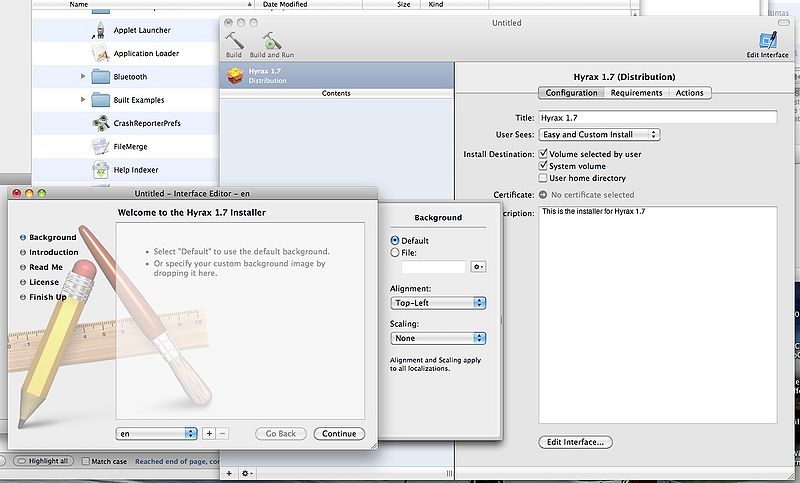 Name
Date Modified
Size
Kind
Applet Launcher
Application Loader
Bluetooth
Built Examples
CrashReporterPrefs
FileMerge
Help Indexer
Untitled
Build
Build and Run
Edit Interface
Hyrax 1.7
Distribution
Contents
Hyrax 1.7 (Distribution)
Configuration
Requirements
Actions
Title:
Hyrax 1.7
User Sees:
Easy and Custom Install
Install Destination:
Volume selected by user
System volume
User home directory
Certificate:
No certificate selected
cription:
This is the installer for Hyrax 1.7
Edit Interface...
Untitled - Interface Editor - en
Welcome to the Hyrax 1.7 Installer
Background
Introduction
Read Me
License
Finish Up
• Select "Default" to use the default background.
• Or specify your custom background image by
dropping it here.
en
+
−
Go Back
Continue
Background
Default
File:
Alignment:
Top-Left
Scaling:
None
Alignment and Scaling apply
to all localizations.
Highlight all
Match case
Reached end of page, con